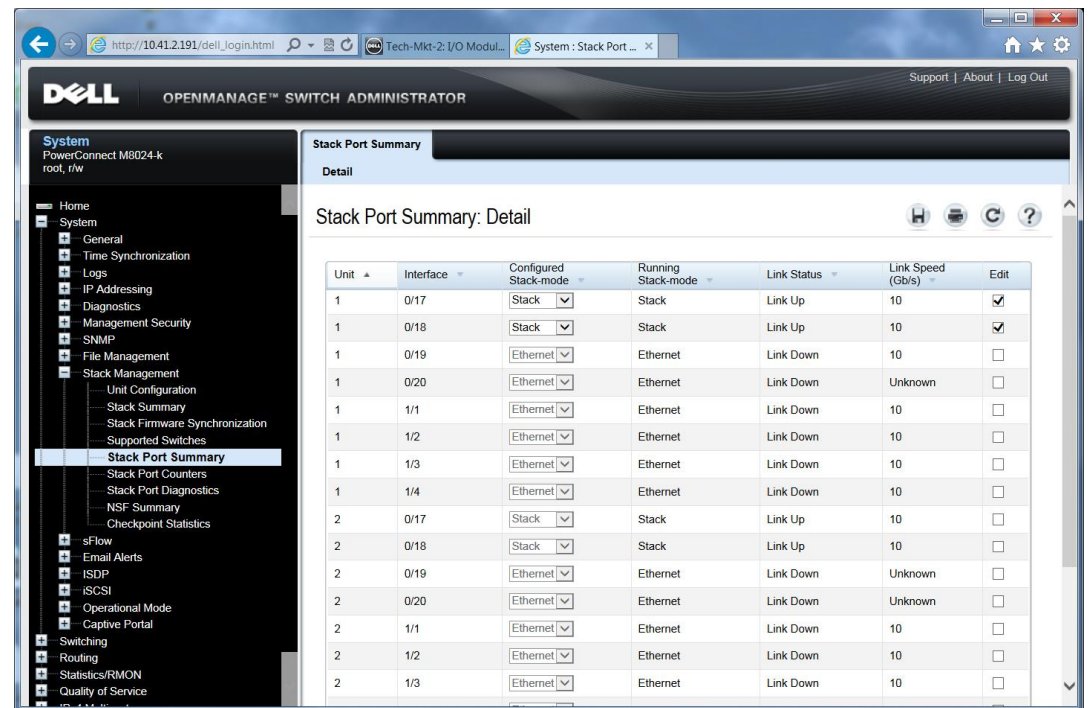 http://10.41.2.191/dell_login.html
Tech-Mkt-2: I/O Modul...
System : Stack Port ...
DELL
OPENMANAGE™ SWITCH ADMINISTRATOR
Support | About | Log Out
System
PowerConnect M8024-k
root, r/w
Home
System
General
Time Synchronization
Logs
IP Addressing
Diagnostics
Management Security
SNMP
File Management
Stack Management
Unit Configuration
Stack Summary
Stack Firmware Synchronization
Supported Switches
Stack Port Summary
Stack Port Counters
Stack Port Diagnostics
NSF Summary
Checkpoint Statistics
sFlow
Email Alerts
ISDP
iSCSI
Operational Mode
Captive Portal
Switching
Routing
Statistics/RMON
Quality of Service
Stack Port Summary
Detail
Stack Port Summary: Detail
Unit Interface Configured Stack-mode Running Stack-mode Link Status Link Speed (Gb/s) Edit
1 0/17 Stack Stack Link Up 10
1 0/18 Stack Stack Link Up 10
1 0/19 Ethernet Ethernet Link Down 10
1 0/20 Ethernet Ethernet Link Down Unknown
1 1/1 Ethernet Ethernet Link Down 10
1 1/2 Ethernet Ethernet Link Down 10
1 1/3 Ethernet Ethernet Link Down 10
1 1/4 Ethernet Ethernet Link Down 10
2 0/17 Stack Stack Link Up 10
2 0/18 Stack Stack Link Up 10
2 0/19 Ethernet Ethernet Link Down Unknown
2 0/20 Ethernet Ethernet Link Down Unknown
2 1/1 Ethernet Ethernet Link Down 10
2 1/2 Ethernet Ethernet Link Down 10
2 1/3 Ethernet Ethernet Link Down 10